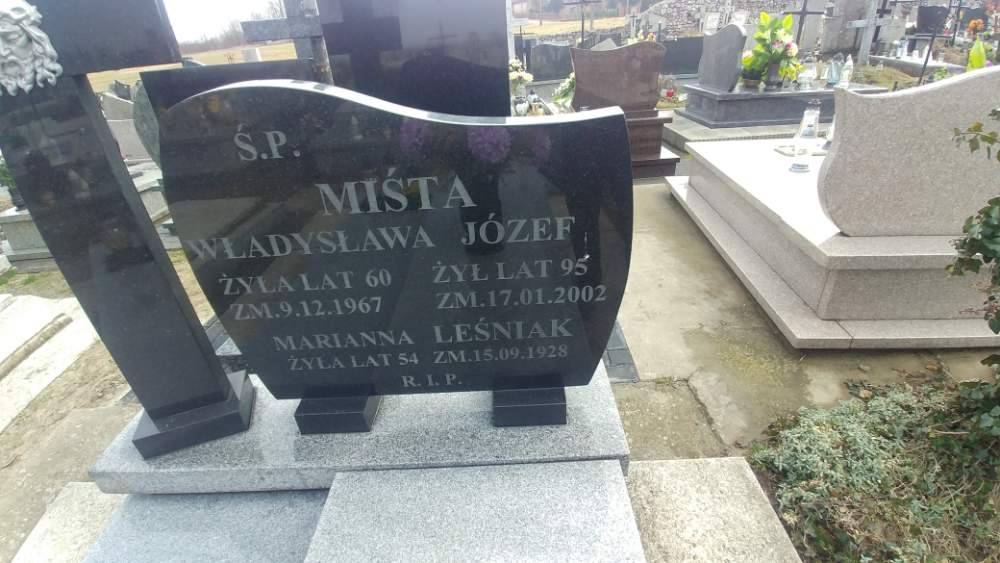 Ś.P.
MIŚTA
WŁADYSŁAWA JÓZEF
ŻYŁA LAT 60 ŻYŁ LAT 95
ZM.9.12.1967 ZM.17.01.2002
MARIANNA LEŚNIAK
ŻYŁA LAT 54 ZM.15.09.1928
R.I.P.